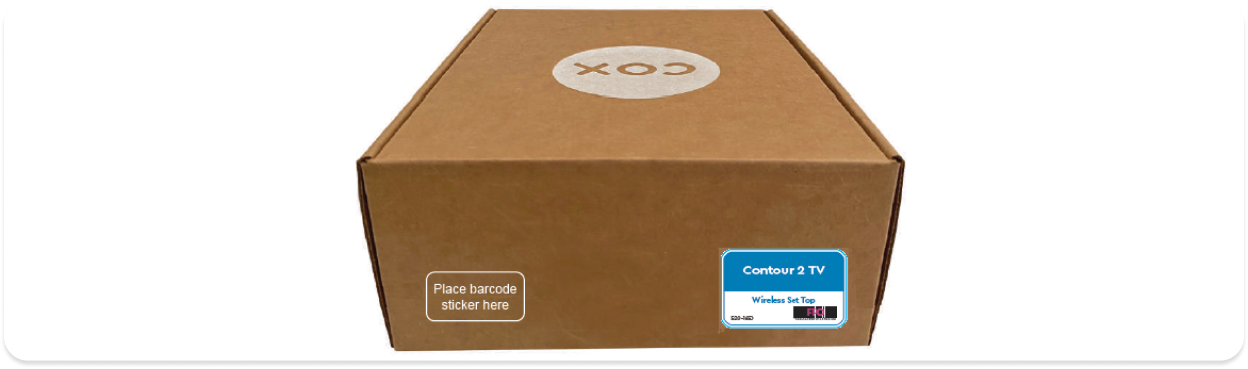 COX
Place barcode
sticker here
Contour 2 TV
Wireless Set Top